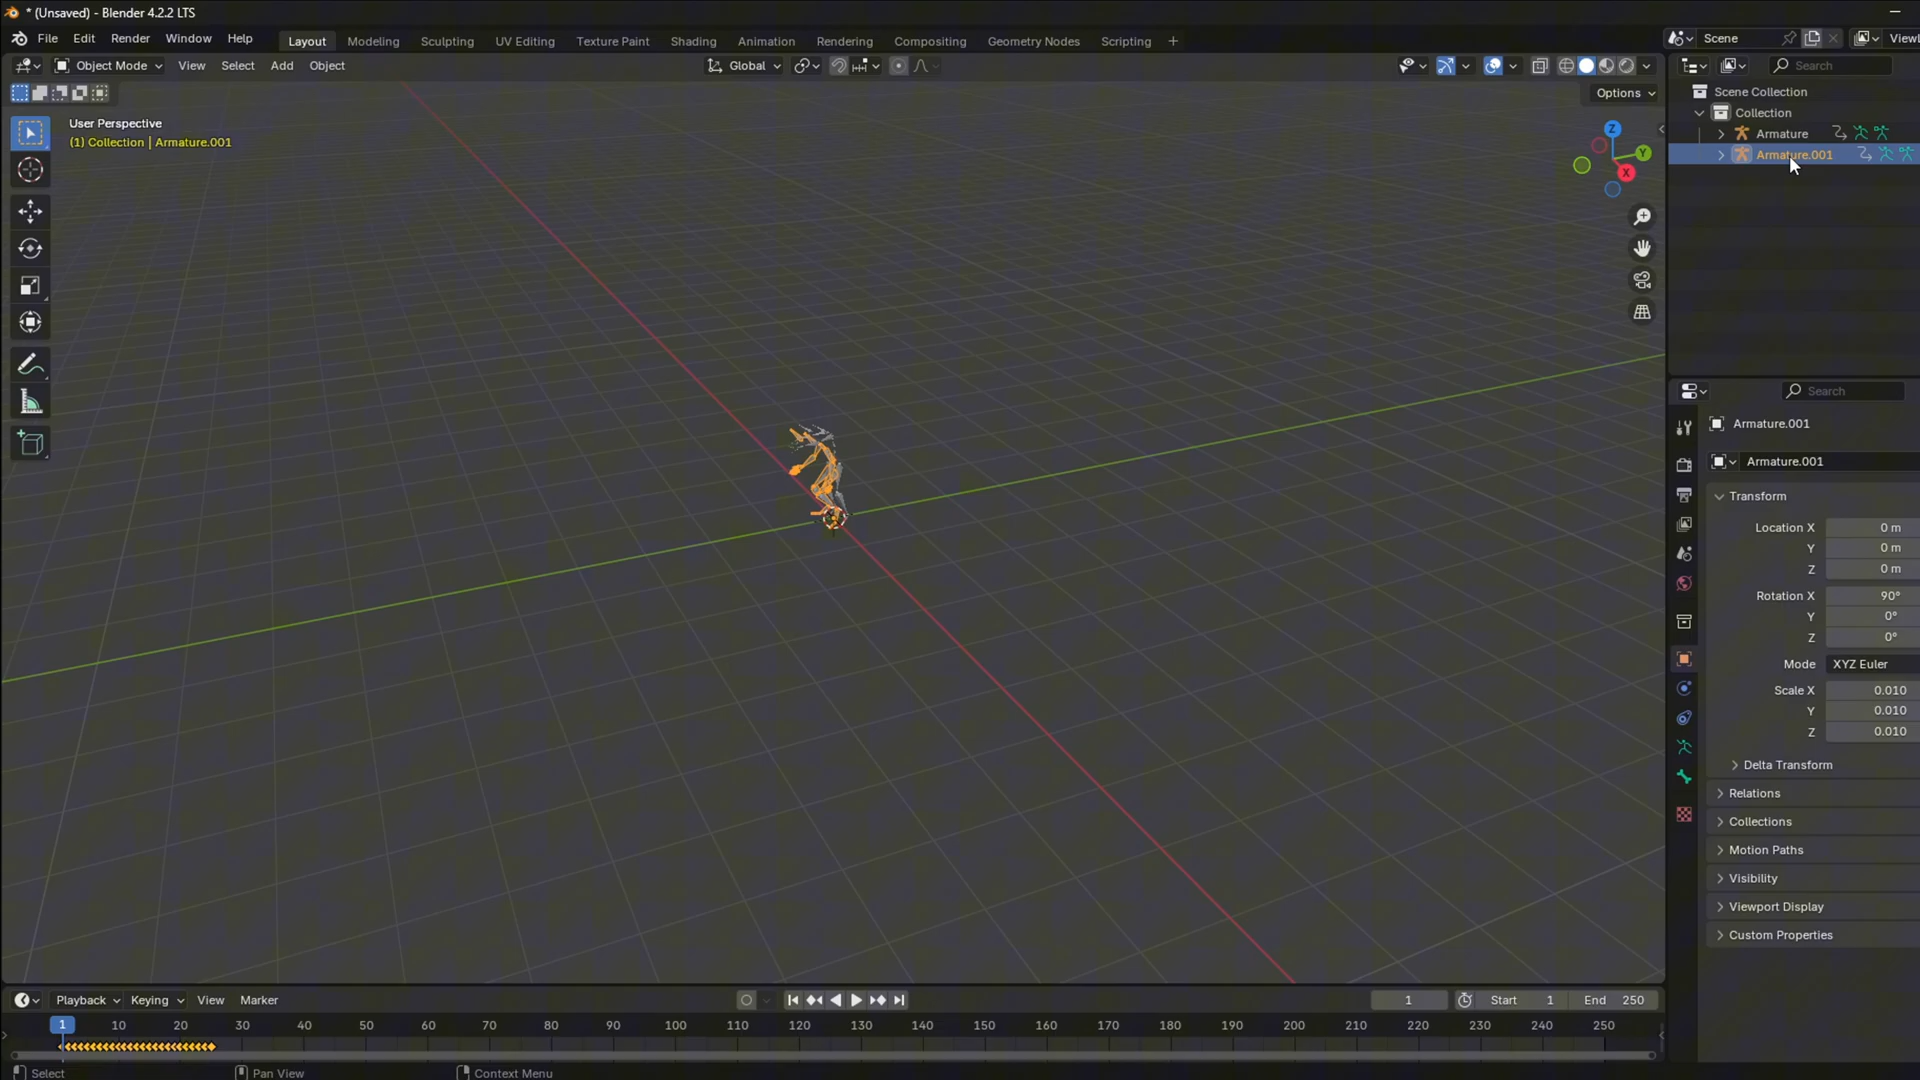 * (Unsaved) - Blender 4.2.2 LTS
File Edit Render Window Help Layout Modeling Sculpting UV Editing Texture Paint Shading Animation Rendering Compositing Geometry Nodes Scripting + Scene
Object Mode View Select Add Object Global Search
Options
User Perspective
(1) Collection | Armature.001
Z
Y
X
Scene Collection
Collection
Armature
Armature.001
Search
Armature.001
Armature.001
Transform
Location X 0 m
Y 0 m
Z 0 m
Rotation X 90°
Y 0°
Z 0°
Mode XYZ Euler
Scale X 0.010
Y 0.010
Z 0.010
Delta Transform
Relations
Collections
Motion Paths
Visibility
Viewport Display
Custom Properties
Playback Keying View Marker 1 Start 1 End 250
1 10 20 30 40 50 60 70 80 90 100 110 120 130 140 150 160 170 180 190 200 210 220 230 240 250
Select Pan View Context Menu